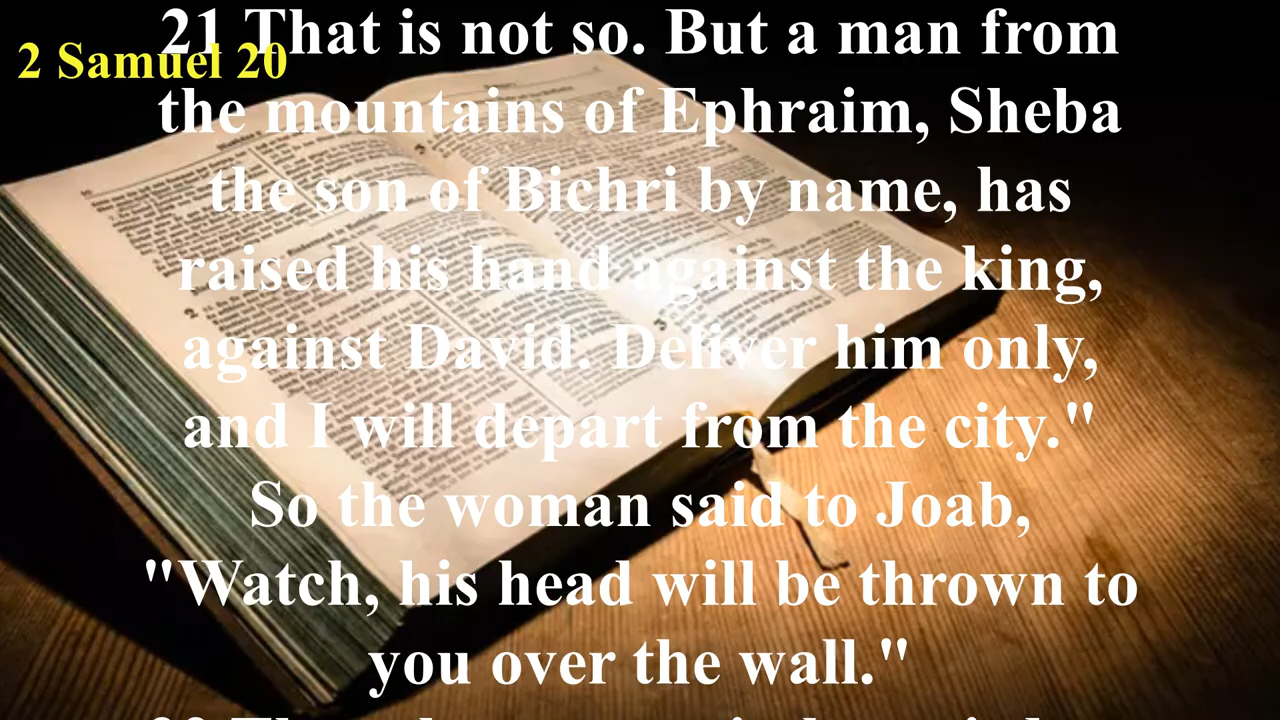 2 Samuel 20
21 That is not so. But a man from
the mountains of Ephraim, Sheba
the son of Bichri by name, has
raised his hand against the king,
against David. Deliver him only,
and I will depart from the city."
So the woman said to Joab,
"Watch, his head will be thrown to
you over the wall."